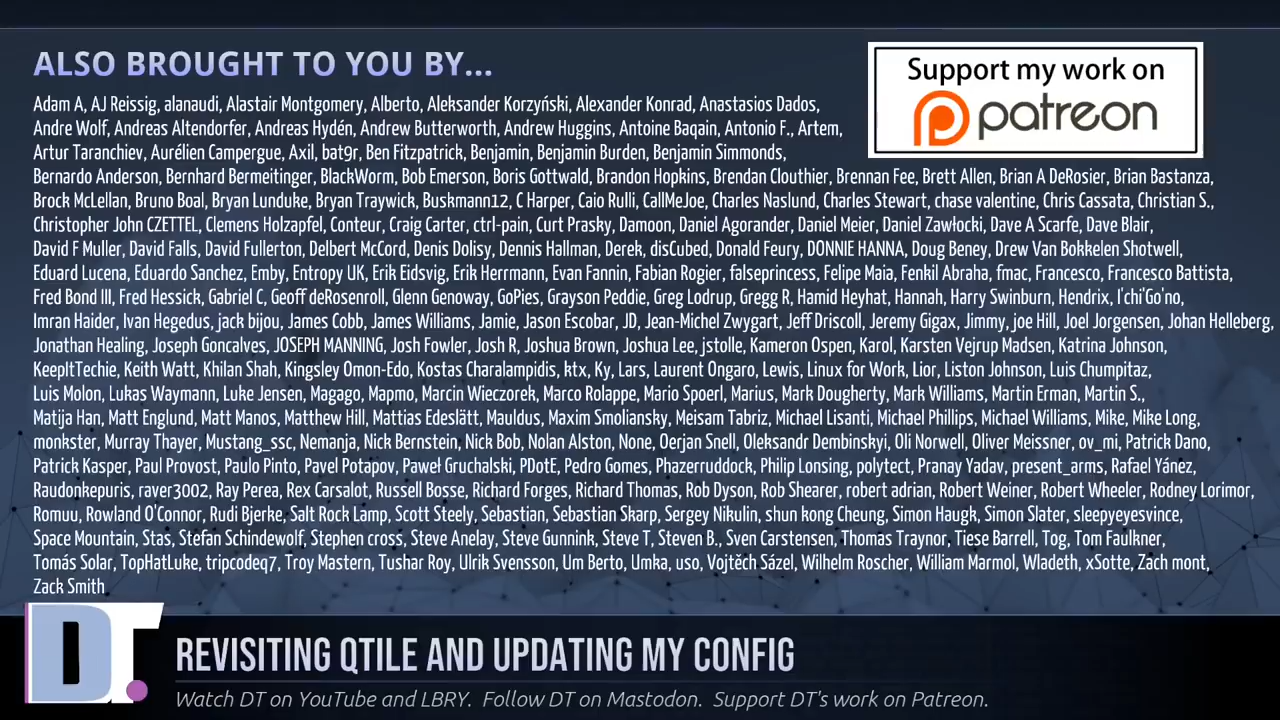 ALSO BROUGHT TO YOU BY...
Support my work on
patreon
Adam A, AJ Reissig, alanaudi, Alastair Montgomery, Alberto, Aleksander Korzyński, Alexander Konrad, Anastasios Dados,
Andre Wolf, Andreas Altendorfer, Andreas Hydén, Andrew Butterworth, Andrew Huggins, Antoine Baqain, Antonio F., Artem,
Artur Taranchiev, Aurélien Campergue, Axil, bat9r, Ben Fitzpatrick, Benjamin, Benjamin Burden, Benjamin Simmonds,
Bernardo Anderson, Bernhard Bermeitinger, BlackWorm, Bob Emerson, Boris Gottwald, Brandon Hopkins, Brendan Clouthier, Brennan Fee, Brett Allen, Brian A DeRosier, Brian Bastanza,
Brock McLellan, Bruno Boal, Bryan Lunduke, Bryan Traywick, Buskmann12, C Harper, Caio Rulli, CallMeJoe, Charles Naslund, Charles Stewart, chase valentine, Chris Cassata, Christian S.,
Christopher John CZETTEL, Clemens Holzapfel, Conteur, Craig Carter, ctrl-pain, Curt Prasky, Damoon, Daniel Agorander, Daniel Meier, Daniel Zawłocki, Dave A Scarfe, Dave Blair,
David F Muller, David Falls, David Fullerton, Delbert McCord, Denis Dolisy, Dennis Hallman, Derek, disCubed, Donald Feury, DONNIE HANNA, Doug Beney, Drew Van Bokkelen Shotwell,
Eduard Lucena, Eduardo Sanchez, Emby, Entropy UK, Erik Eidsvig, Erik Herrmann, Evan Fannin, Fabian Rogier, falseprincess, Felipe Maia, Fenkil Abraha, fmac, Francesco, Francesco Battista,
Fred Bond III, Fred Hessick, Gabriel C, Geoff deRosenroll, Glenn Genoway, GoPies, Grayson Peddie, Greg Lodrup, Gregg R, Hamid Heyhat, Hannah, Harry Swinburn, Hendrix, I'chi'Go'no,
Imran Haider, Ivan Hegedus, jack bijou, James Cobb, James Williams, Jamie, Jason Escobar, JD, Jean-Michel Zwygart, Jeff Driscoll, Jeremy Gigax, Jimmy, joe Hill, Joel Jorgensen, Johan Helleberg,
Jonathan Healing, Joseph Goncalves, JOSEPH MANNING, Josh Fowler, Josh R, Joshua Brown, Joshua Lee, jstolle, Kameron Ospen, Karol, Karsten Vejrup Madsen, Katrina Johnson,
KeepItTechie, Keith Watt, Khilan Shah, Kingsley Omon-Edo, Kostas Charalampidis, ktx, Ky, Lars, Laurent Ongaro, Lewis, Linux for Work, Lior, Liston Johnson, Luis Chumpitaz,
Luis Molon, Lukas Waymann, Luke Jensen, Magago, Mapmo, Marcin Wieczorek, Marco Rolappe, Mario Spoerl, Marius, Mark Dougherty, Mark Williams, Martin Erman, Martin S.,
Matija Han, Matt Englund, Matt Manos, Matthew Hill, Mattias Edeslätt, Mauldus, Maxim Smoliansky, Meisam Tabriz, Michael Lisanti, Michael Phillips, Michael Williams, Mike, Mike Long,
monkster, Murray Thayer, Mustang_ssc, Nemanja, Nick Bernstein, Nick Bob, Nolan Alston, None, Oerjan Snell, Oleksandr Dembinskyi, Oli Norwell, Oliver Meissner, ov_mi, Patrick Dano,
Patrick Kasper, Paul Provost, Paulo Pinto, Pavel Potapov, Paweł Gruchalski, PDotE, Pedro Gomes, Phazerruddock, Philip Lonsing, polytect, Pranay Yadav, present_arms, Rafael Yánez,
Raudonkepuris, raver3002, Ray Perea, Rex Carsalot, Russell Bosse, Richard Forges, Richard Thomas, Rob Dyson, Rob Shearer, robert adrian, Robert Weiner, Robert Wheeler, Rodney Lorimor,
Romuu, Rowland O'Connor, Rudi Bjerke, Salt Rock Lamp, Scott Steely, Sebastian, Sebastian Skarp, Sergey Nikulin, shun kong Cheung, Simon Haugk, Simon Slater, sleepyeyesvince,
Space Mountain, Stas, Stefan Schindewolf, Stephen cross, Steve Anelay, Steve Gunnink, Steve T, Steven B., Sven Carstensen, Thomas Traynor, Tiese Barrell, Tog, Tom Faulkner,
Tomás Solar, TopHatLuke, tripcodeq7, Troy Mastern, Tushar Roy, Ulrik Svensson, Um Berto, Umka, uso, Vojtěch Sázel, Wilhelm Roscher, William Marmol, Wladeth, xSotte, Zach mont,
Zack Smith
DT.
REVISITING QTILE AND UPDATING MY CONFIG
Watch DT on YouTube and LBRY. Follow DT on Mastodon. Support DT's work on Patreon.